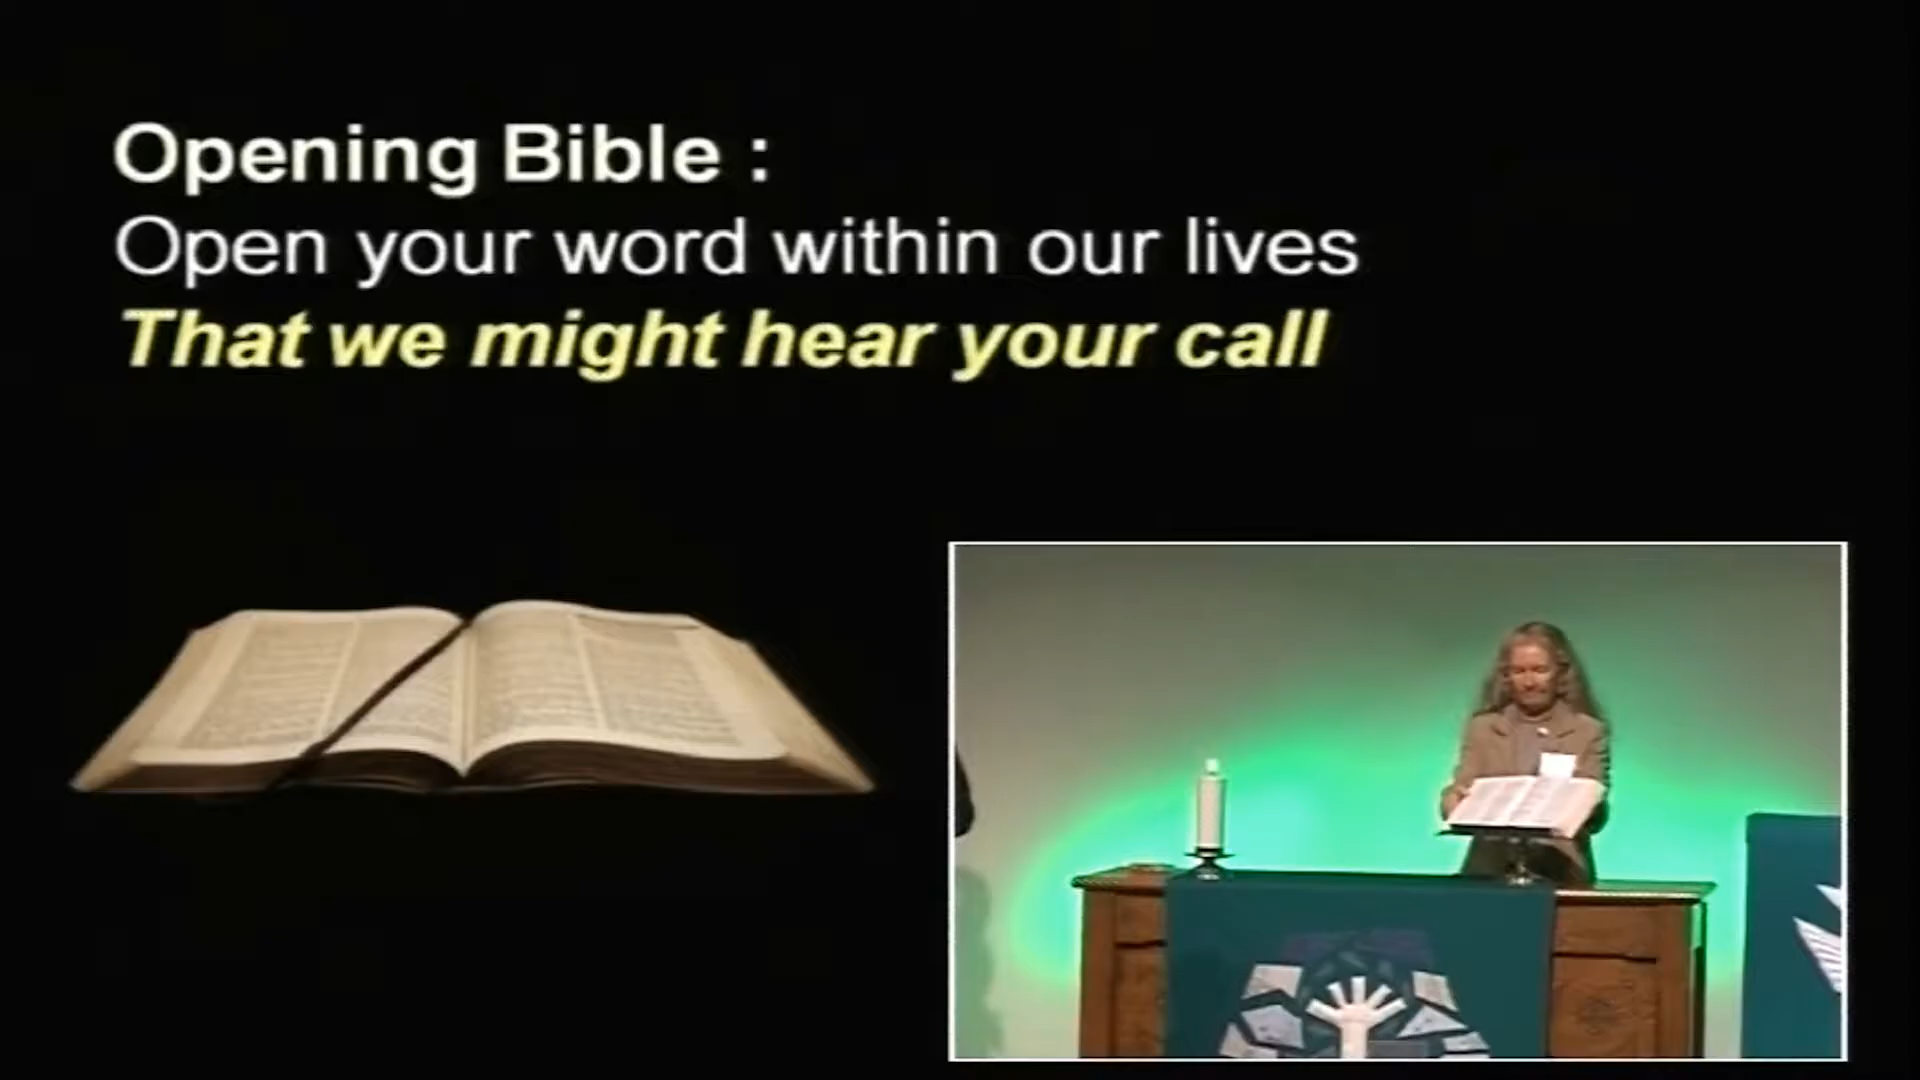 Opening Bible :
Open your word within our lives
That we might hear your call